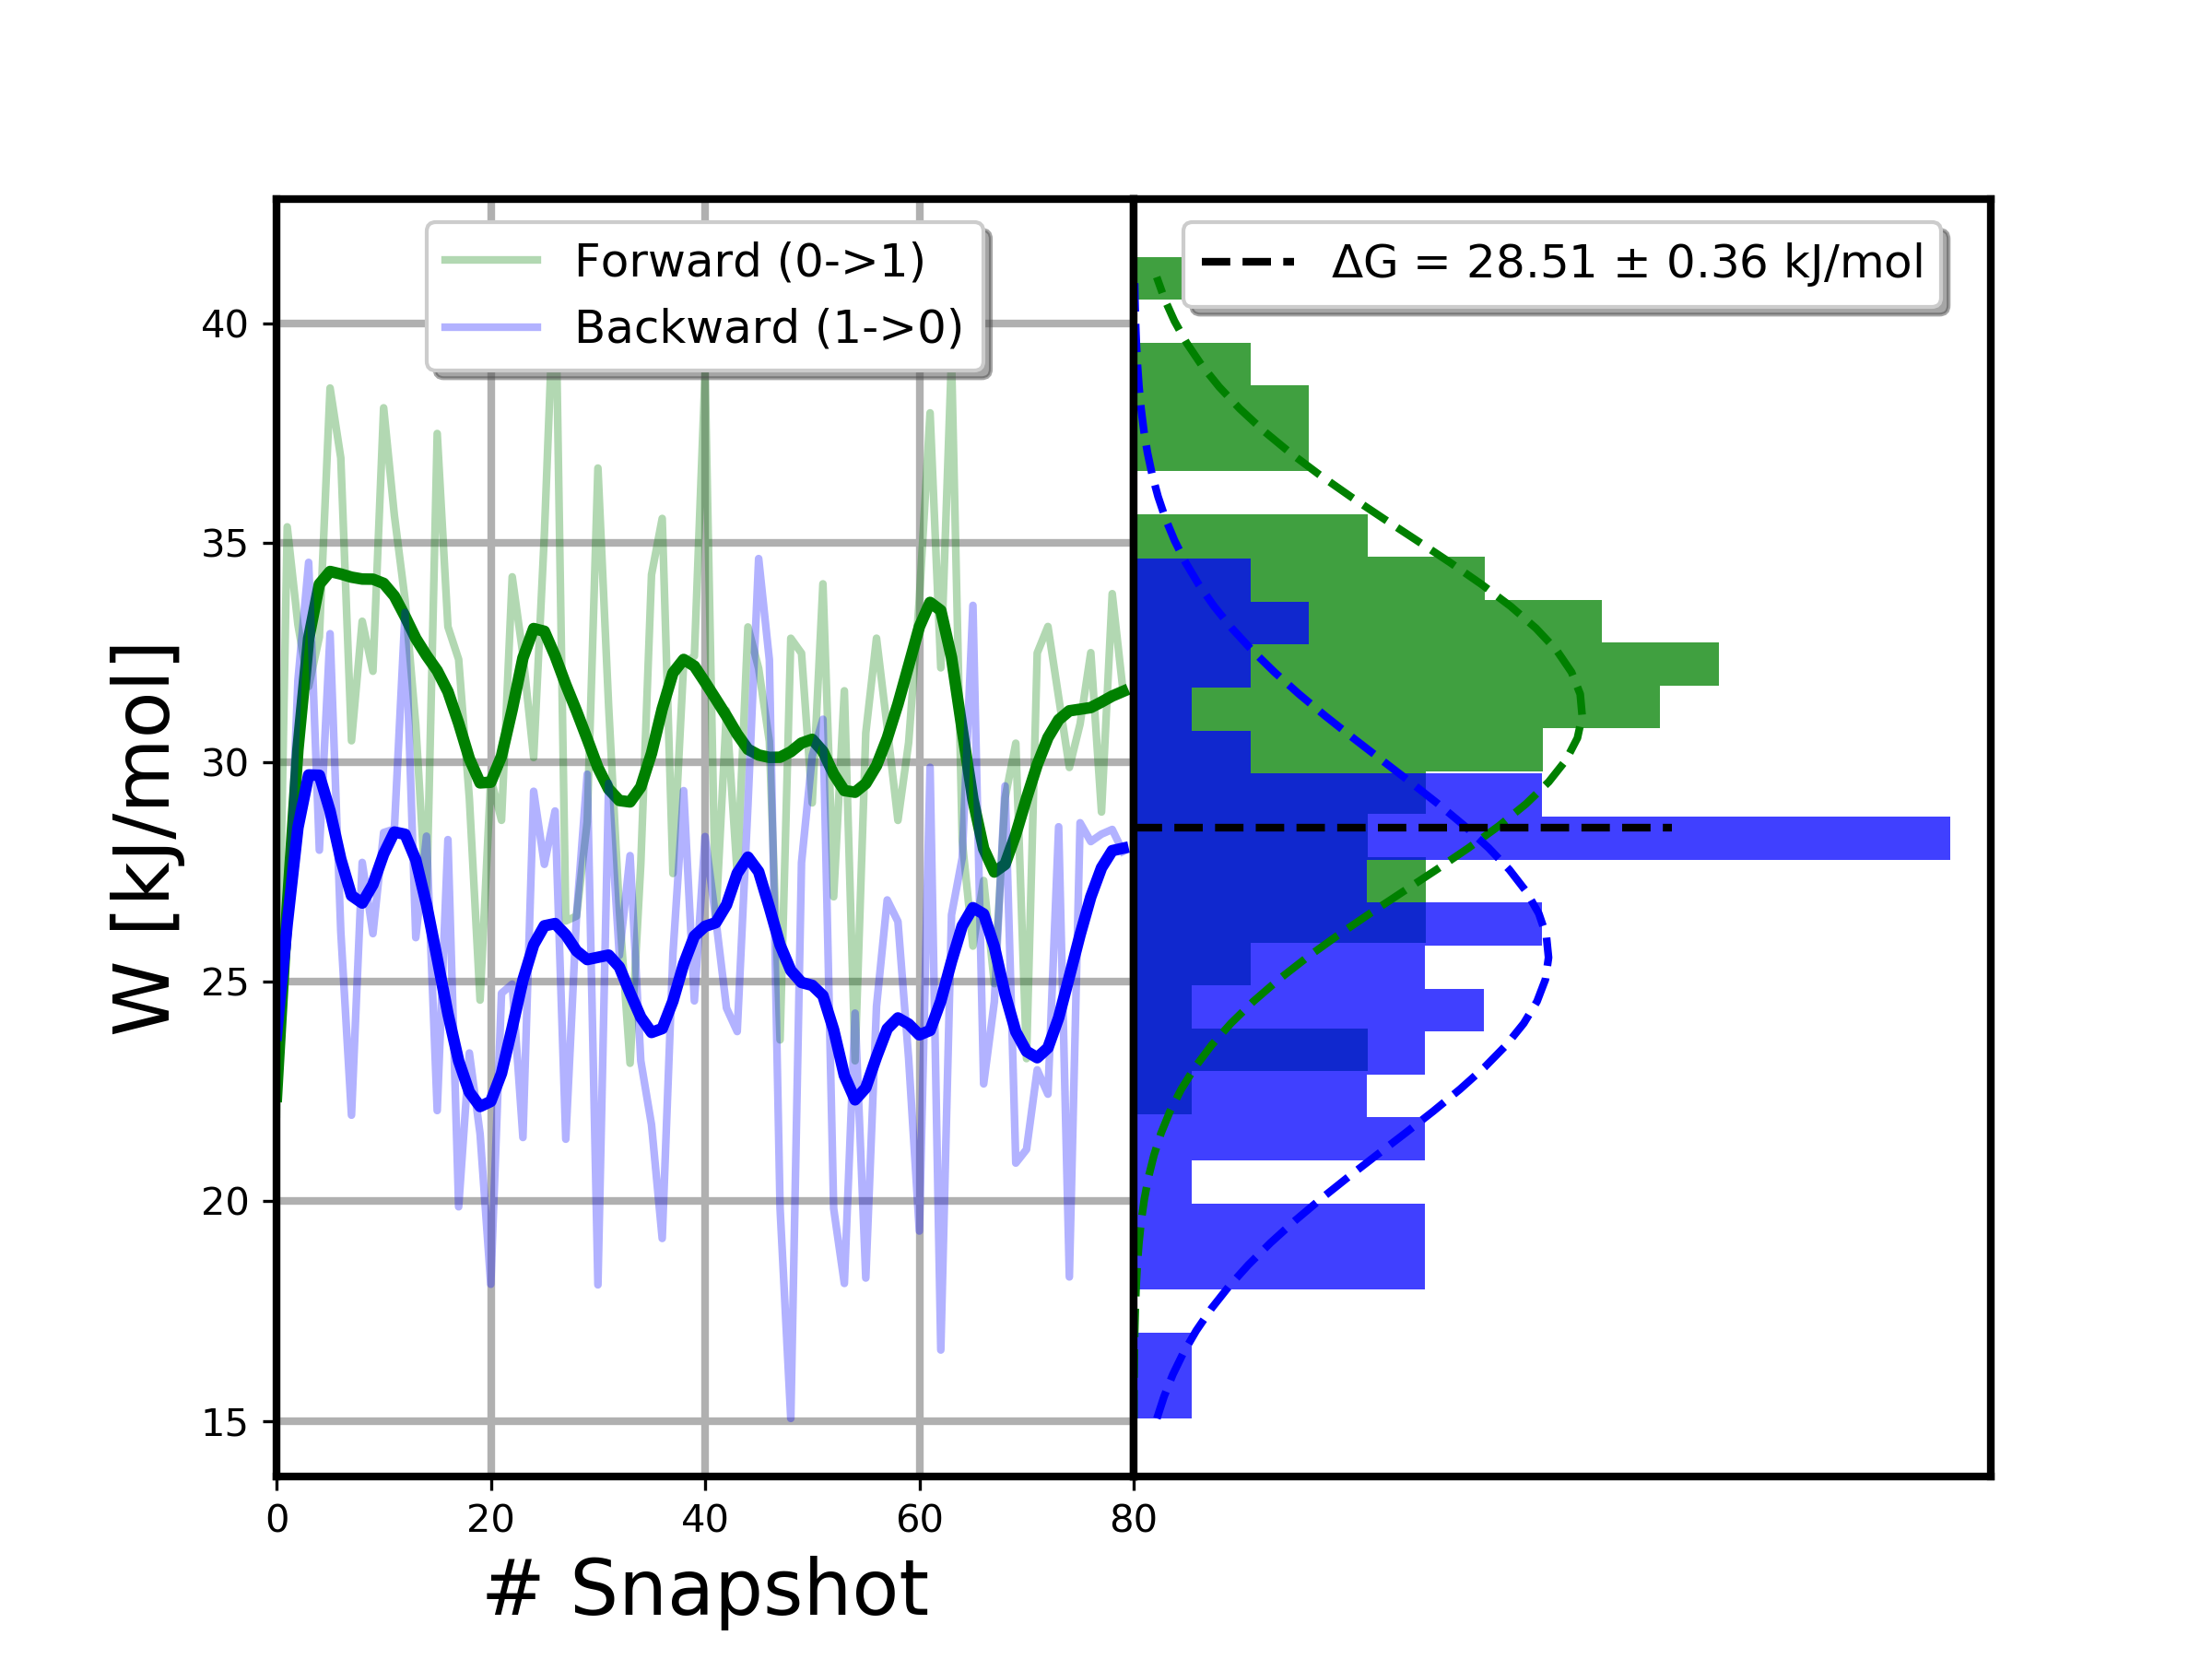 Forward (0->1)
Backward (1->0)
ΔG = 28.51 ± 0.36 kJ/mol
W [kJ/mol]
40
35
30
25
20
15
0 20 40 60 80
# Snapshot